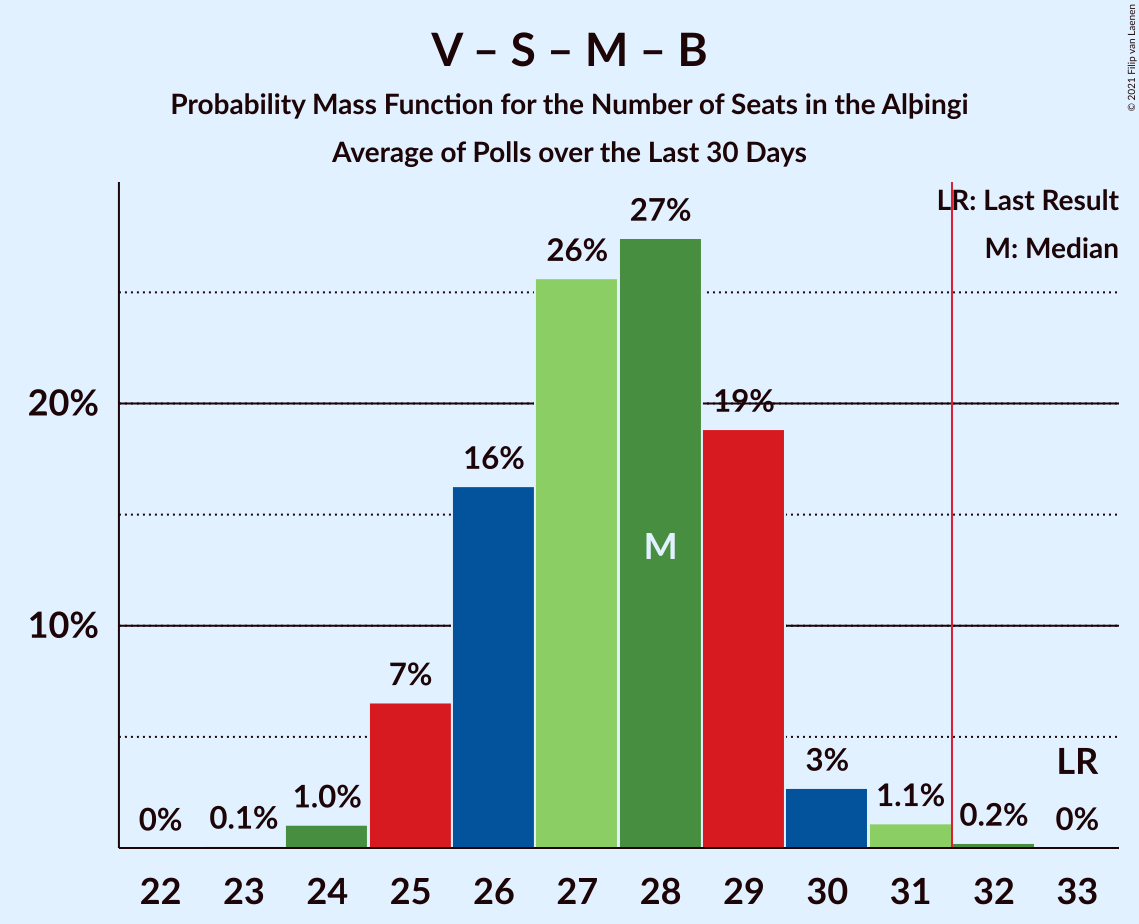 V – S – M – B
Probability Mass Function for the Number of Seats in the Alþingi
Average of Polls over the Last 30 Days
© 2021 Filip van Laenen
LR: Last Result
M: Median
20%
10%
0%
0.1%
1.0%
7%
16%
26%
27%
19%
3%
1.1%
0.2%
0%
M
LR
22 23 24 25 26 27 28 29 30 31 32 33